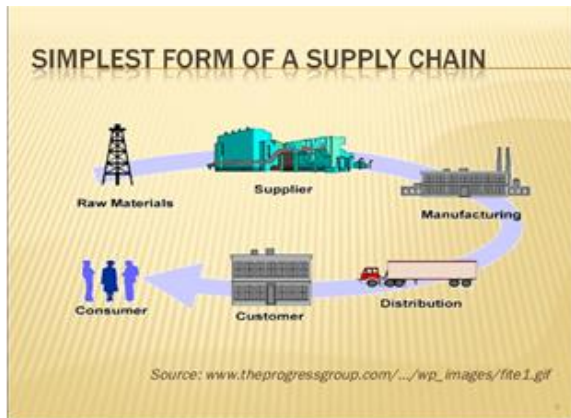 SIMPLEST FORM OF A SUPPLY CHAIN
Raw Materials
Supplier
Manufacturing
Consumer
Customer
Distribution
Source: www.theprogressgroup.com/.../wp_images/fite1.gif